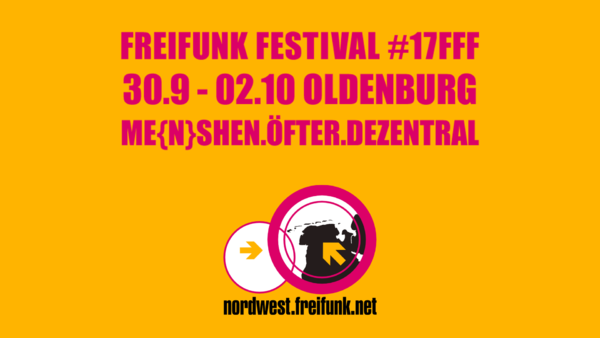 FREIFUNK FESTIVAL #17FFF
30.9 - 02.10 OLDENBURG
ME{N}SHEN.ÖFTER.DEZENTRAL
nordwest.freifunk.net